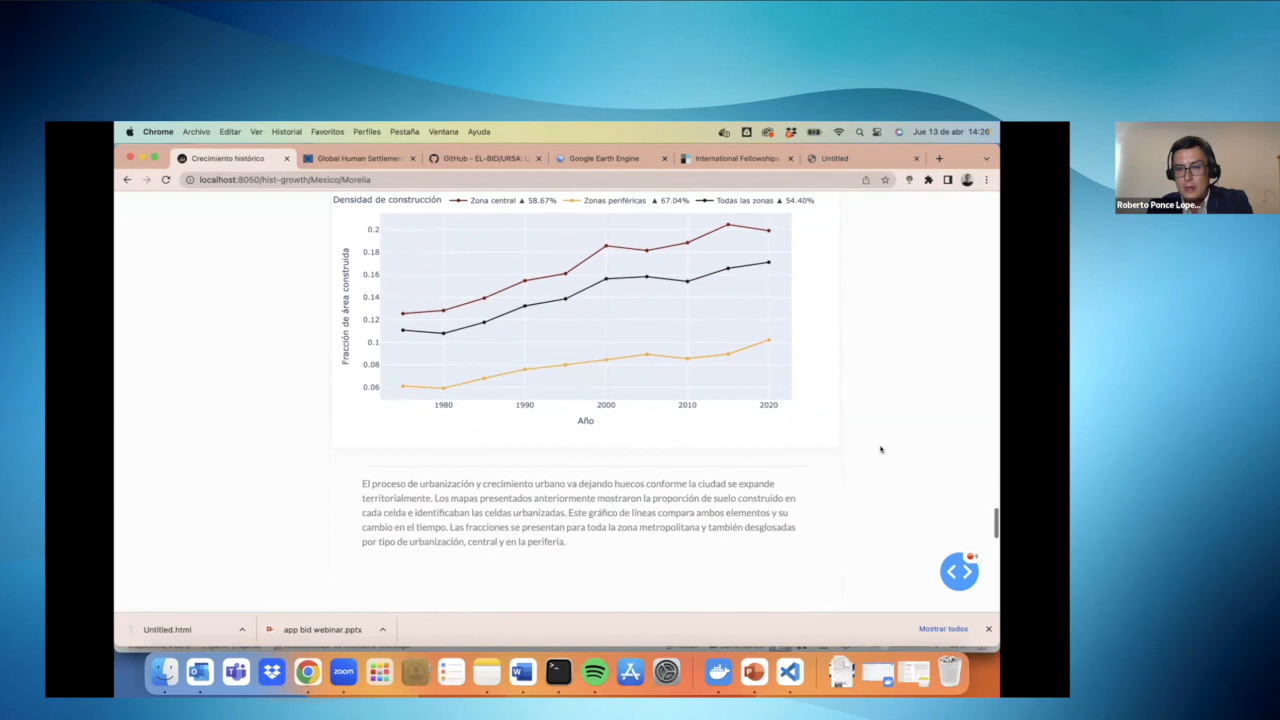 Chrome Archivo Editar Ver Historial Favoritos Perfiles Pestaña Ventana Ayuda Jue 13 de abr 14:26
Crecimiento histórico Global Human Settlemen GitHub - EL-BID/URSA: Google Earth Engine International Fellowships Untitled
localhost:8050/hist-growth/Mexico/Morelia
Densidad de construcción Zona central ▲ 58.67% Zonas periféricas ▲ 67.04% Todas las zonas ▲ 54.40%
0.2
0.18
0.16
0.14
0.12
0.1
0.08
0.06
Fracción de área construida
1980 1990 2000 2010 2020
Año
El proceso de urbanización y crecimiento urbano va dejando huecos conforme la ciudad se expande
territorialmente. Los mapas presentados anteriormente mostraron la proporción de suelo construido en
cada celda e identificaban las celdas urbanizadas. Este gráfico de líneas compara ambos elementos y su
cambio en el tiempo. Las fracciones se presentan para toda la zona metropolitana y también desglosadas
por tipo de urbanización, central y en la periferia.
9
Untitled.html app bid webinar.pptx Mostrar todos
zoom
Roberto Ponce Lope...